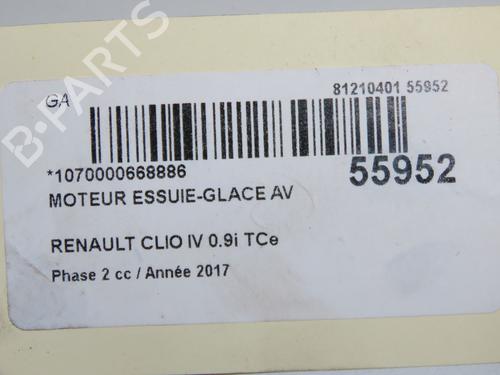 B-PARTS
GA
81210401 55952
*1070000668886
55952
MOTEUR ESSUIE-GLACE AV
RENAULT CLIO IV 0.9i TCe
Phase 2 cc / Année 2017